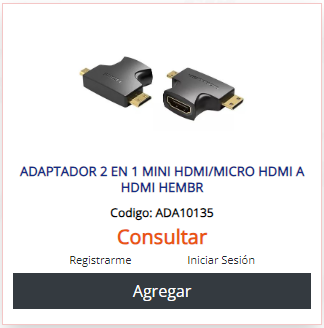 ADAPTADOR 2 EN 1 MINI HDMI/MICRO HDMI A
HDMI HEMBR
Codigo: ADA10135
Consultar
Registrarme Iniciar Sesión
Agregar